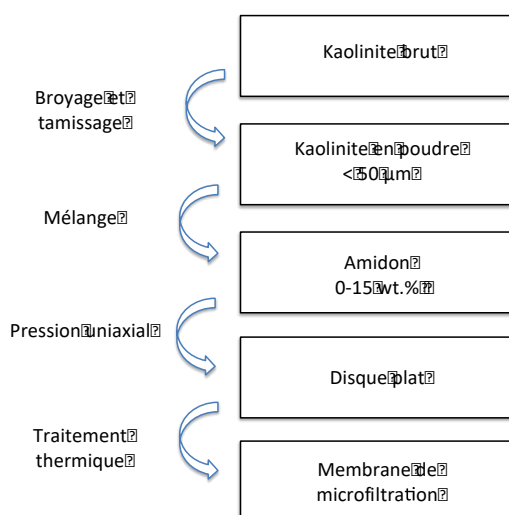 Kaolinite brut
Broyage et
tamissage
Kaolinite en poudre
< 50 µm
Mélange
Amidon
0-15 wt.%
Pression uniaxial
Disque plat
Traitement
thermique
Membrane de
microfiltration